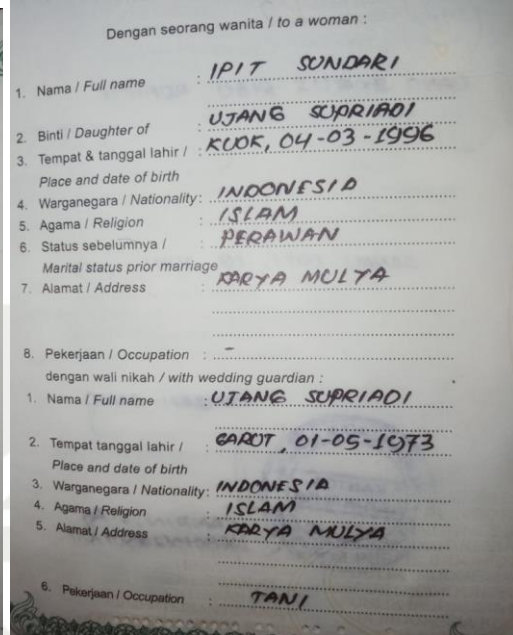 Dengan seorang wanita / to a woman :
1. Nama / Full name : IPIT SUNDARI
2. Binti / Daughter of : UJANG SUPRIADI
3. Tempat & tanggal lahir / : KUOK, 04-03-1996
Place and date of birth
4. Warganegara / Nationality : INDONESIA
5. Agama / Religion : ISLAM
6. Status sebelumnya / : PERAWAN
Marital status prior marriage
7. Alamat / Address : KARYA MULYA
8. Pekerjaan / Occupation : -
dengan wali nikah / with wedding guardian :
1. Nama / Full name : UJANG SUPRIADI
2. Tempat tanggal lahir / : GAROT, 01-05-1973
Place and date of birth
3. Warganegara / Nationality : INDONESIA
4. Agama / Religion : ISLAM
5. Alamat / Address : KARYA MULYA
6. Pekerjaan / Occupation : TANI